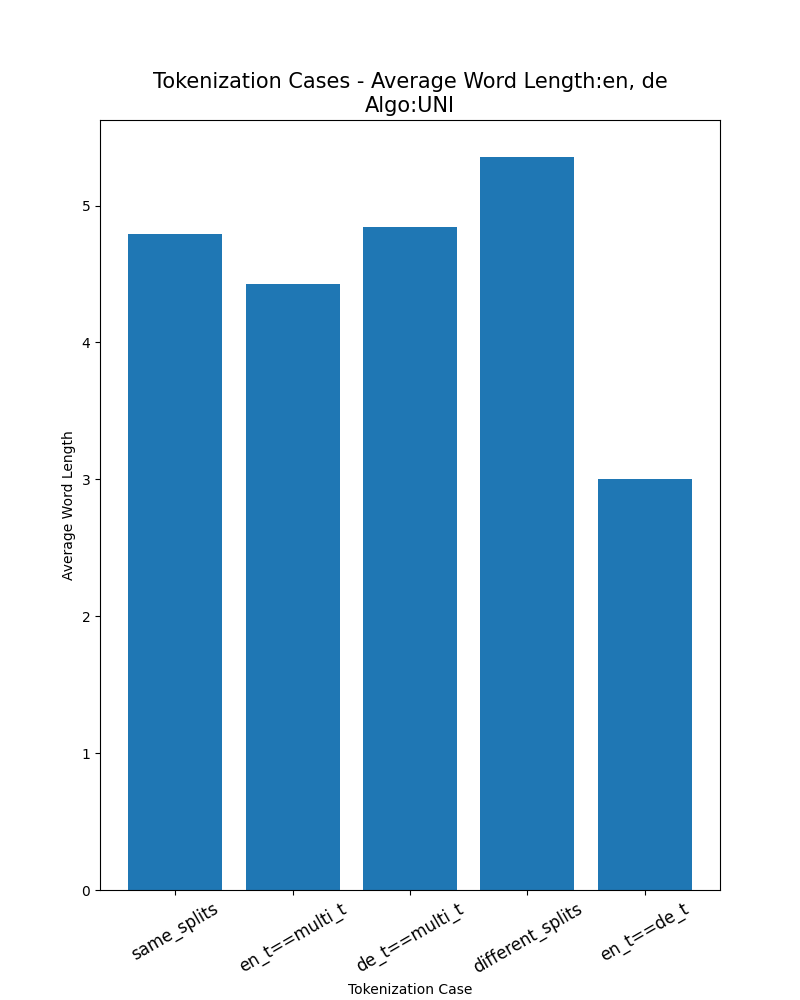 Tokenization Cases - Average Word Length:en, de
Algo:UNI
Average Word Length
5
4
3
2
1
0
same_splits
en_t==multi_t
de_t==multi_t
different_splits
en_t==de_t
Tokenization Case